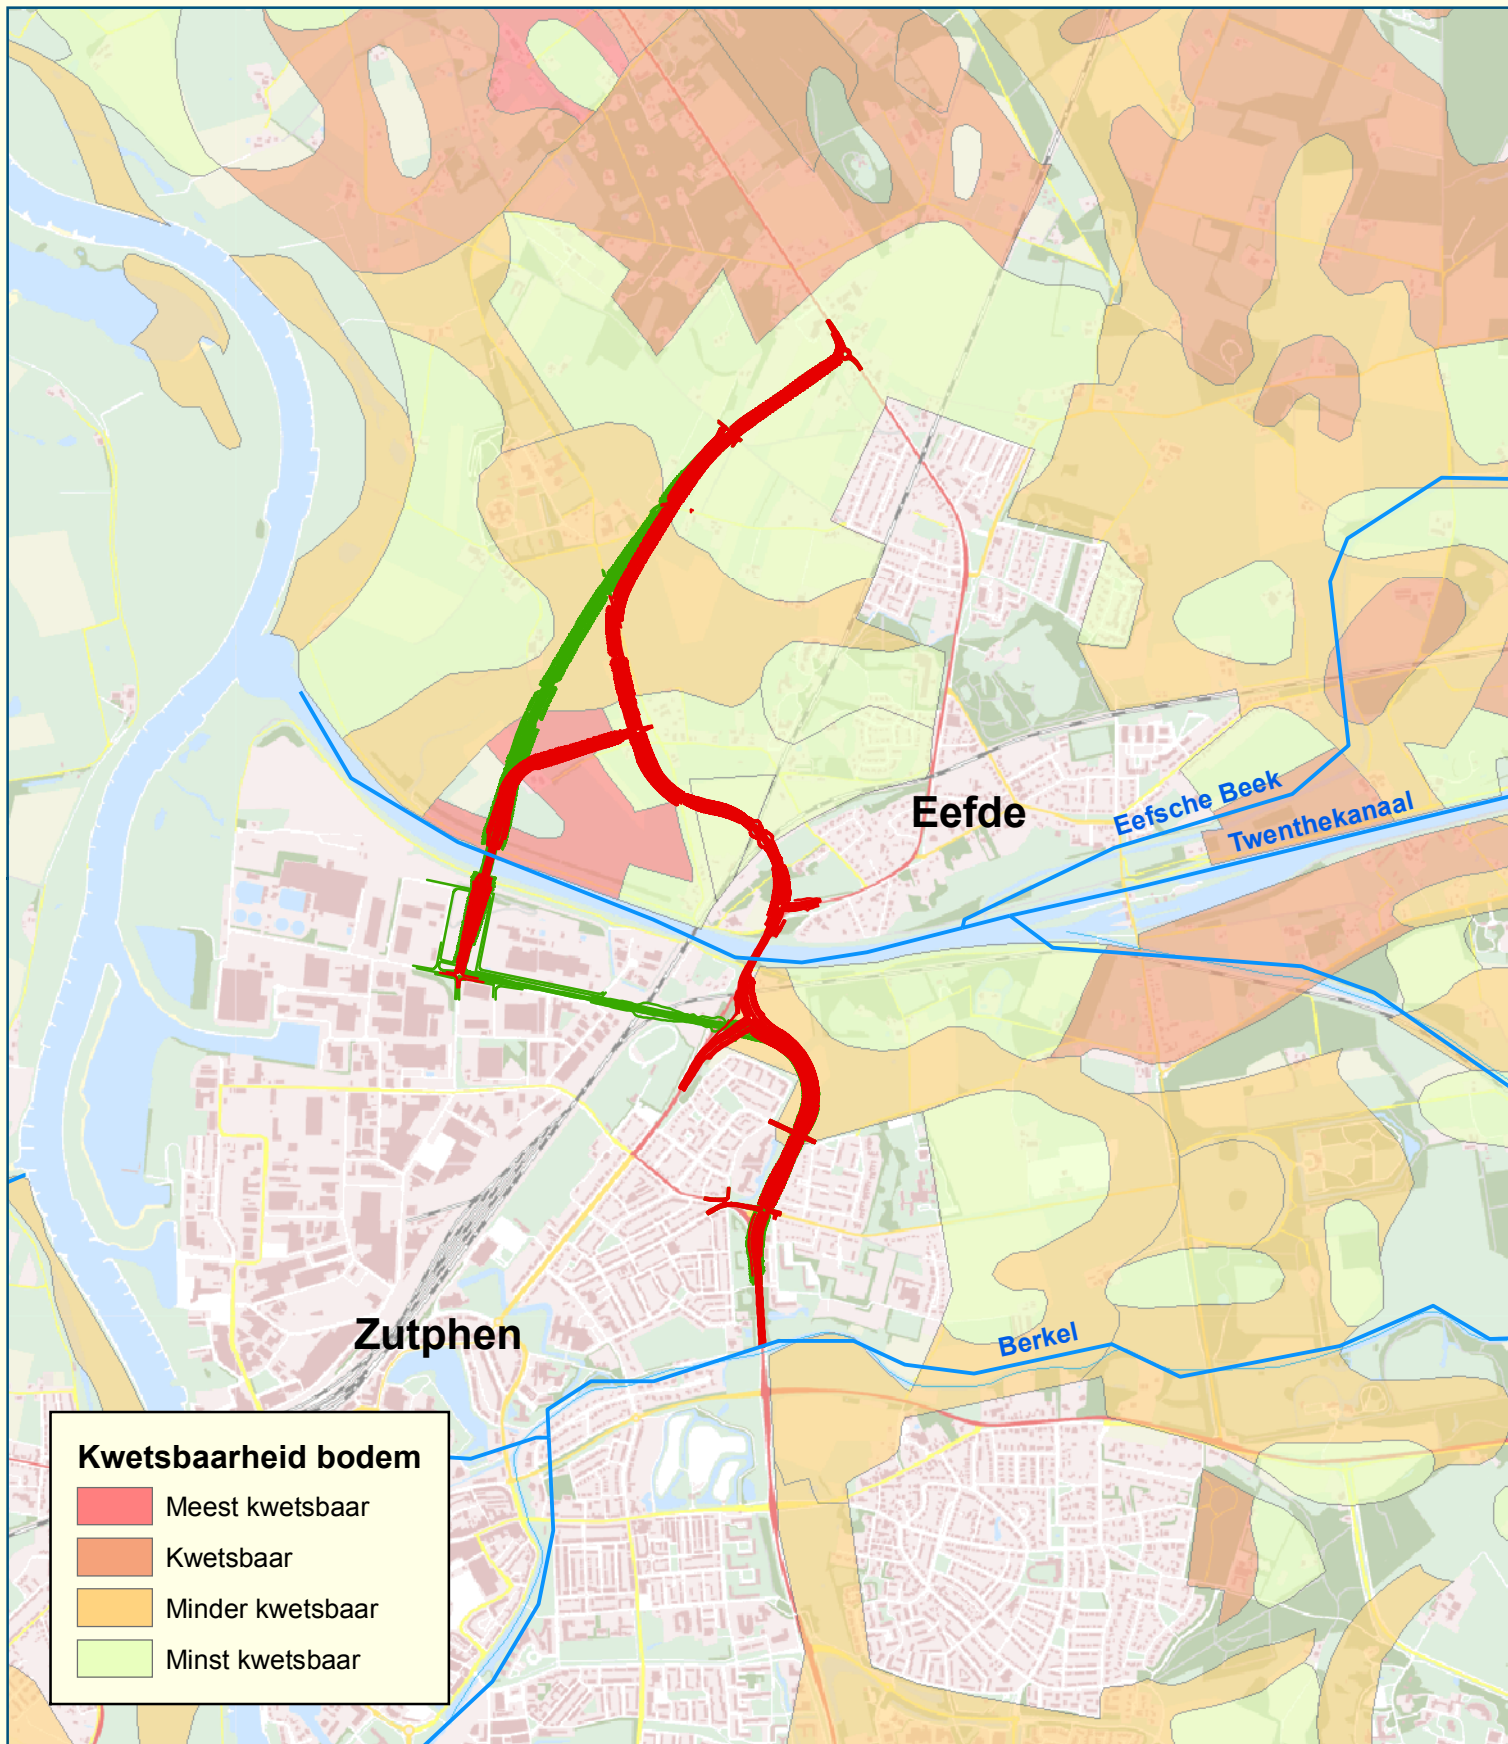 Eefde
Eefsche Beek
Twenthekanaal
Zutphen
Berkel
Kwetsbaarheid bodem
Meest kwetsbaar
Kwetsbaar
Minder kwetsbaar
Minst kwetsbaar